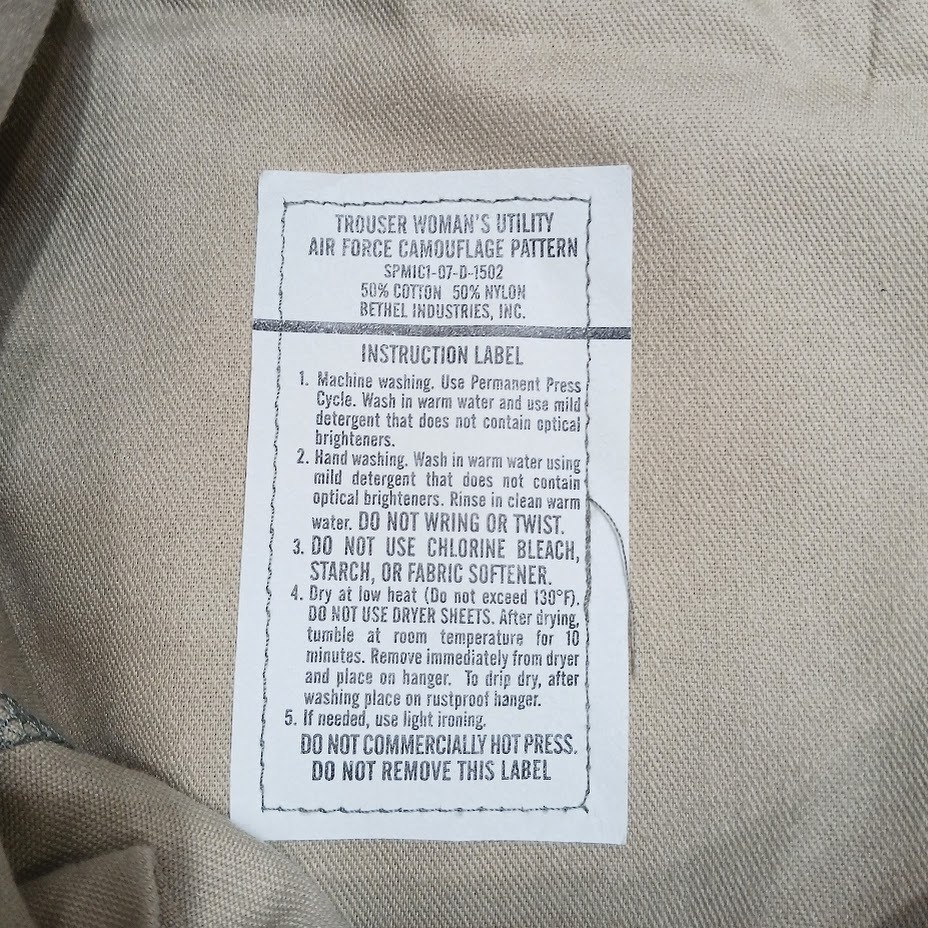 TROUSER WOMAN'S UTILITY
AIR FORCE CAMOUFLAGE PATTERN
SPMIC1-07-D-1502
50% COTTON 50% NYLON
BETHEL INDUSTRIES, INC.
INSTRUCTION LABEL
1. Machine washing. Use Permanent Press
Cycle. Wash in warm water and use mild
detergent that does not contain optical
brighteners.
2. Hand washing. Wash in warm water using
mild detergent that does not contain
optical brighteners. Rinse in clean warm
water. DO NOT WRING OR TWIST.
3. DO NOT USE CHLORINE BLEACH,
STARCH, OR FABRIC SOFTENER.
4. Dry at low heat (Do not exceed 130°F).
DO NOT USE DRYER SHEETS. After drying,
tumble at room temperature for 10
minutes. Remove immediately from dryer
and place on hanger. To drip dry, after
washing place on rustproof hanger.
5. If needed, use light ironing.
DO NOT COMMERCIALLY HOT PRESS.
DO NOT REMOVE THIS LABEL